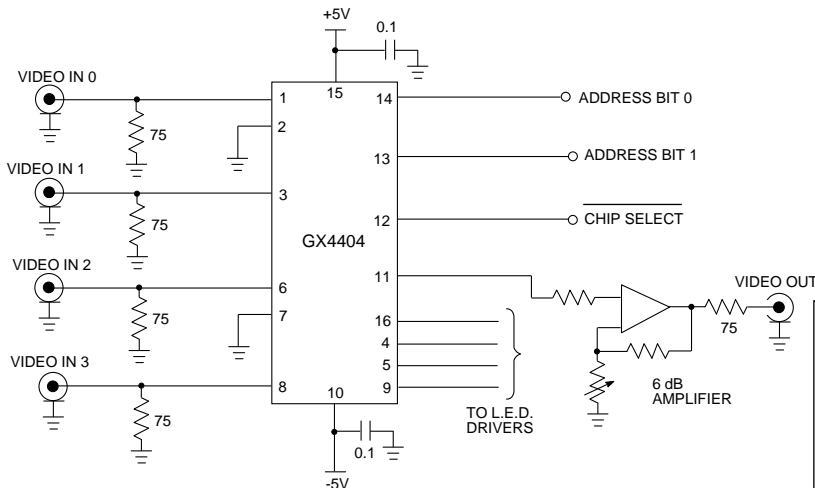 +5V
0.1
VIDEO IN 0
15
1
14
ADDRESS BIT 0
75
2
VIDEO IN 1
13
ADDRESS BIT 1
3
75
12
CHIP SELECT
GX4404
VIDEO IN 2
11
VIDEO OUT
6
75
7
16
75
4
VIDEO IN 3
5
8
10
9
6 dB
AMPLIFIER
75
TO L.E.D.
DRIVERS
0.1
-5V